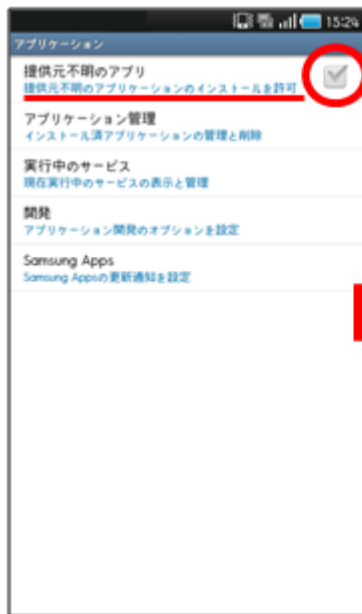 15:24
アプリケーション
提供元不明のアプリ
提供元不明のアプリケーションのインストールを許可
アプリケーション管理
インストール済アプリケーションの管理と削除
実行中のサービス
現在実行中のサービスの表示と管理
開発
アプリケーション開発のオプションを設定
Samsung Apps
Samsung Appsの更新通知を設定